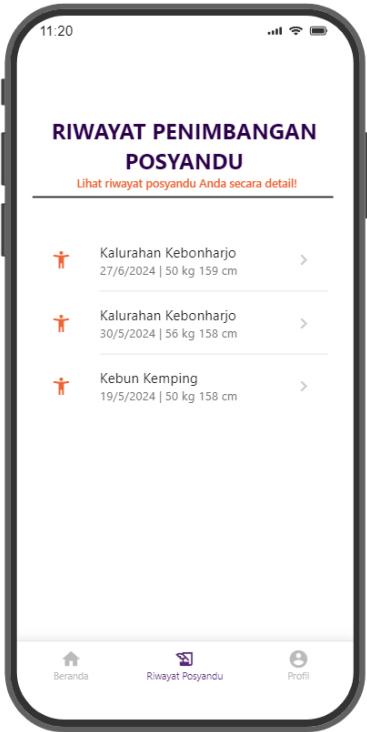 11:20
RIWAYAT PENIMBANGAN
POSYANDU
Lihat riwayat posyandu Anda secara detail!
Kalurahan Kebonharjo
27/6/2024 | 50 kg 159 cm
Kalurahan Kebonharjo
30/5/2024 | 56 kg 158 cm
Kebun Kemping
19/5/2024 | 50 kg 158 cm
Beranda
Riwayat Posyandu
Profil